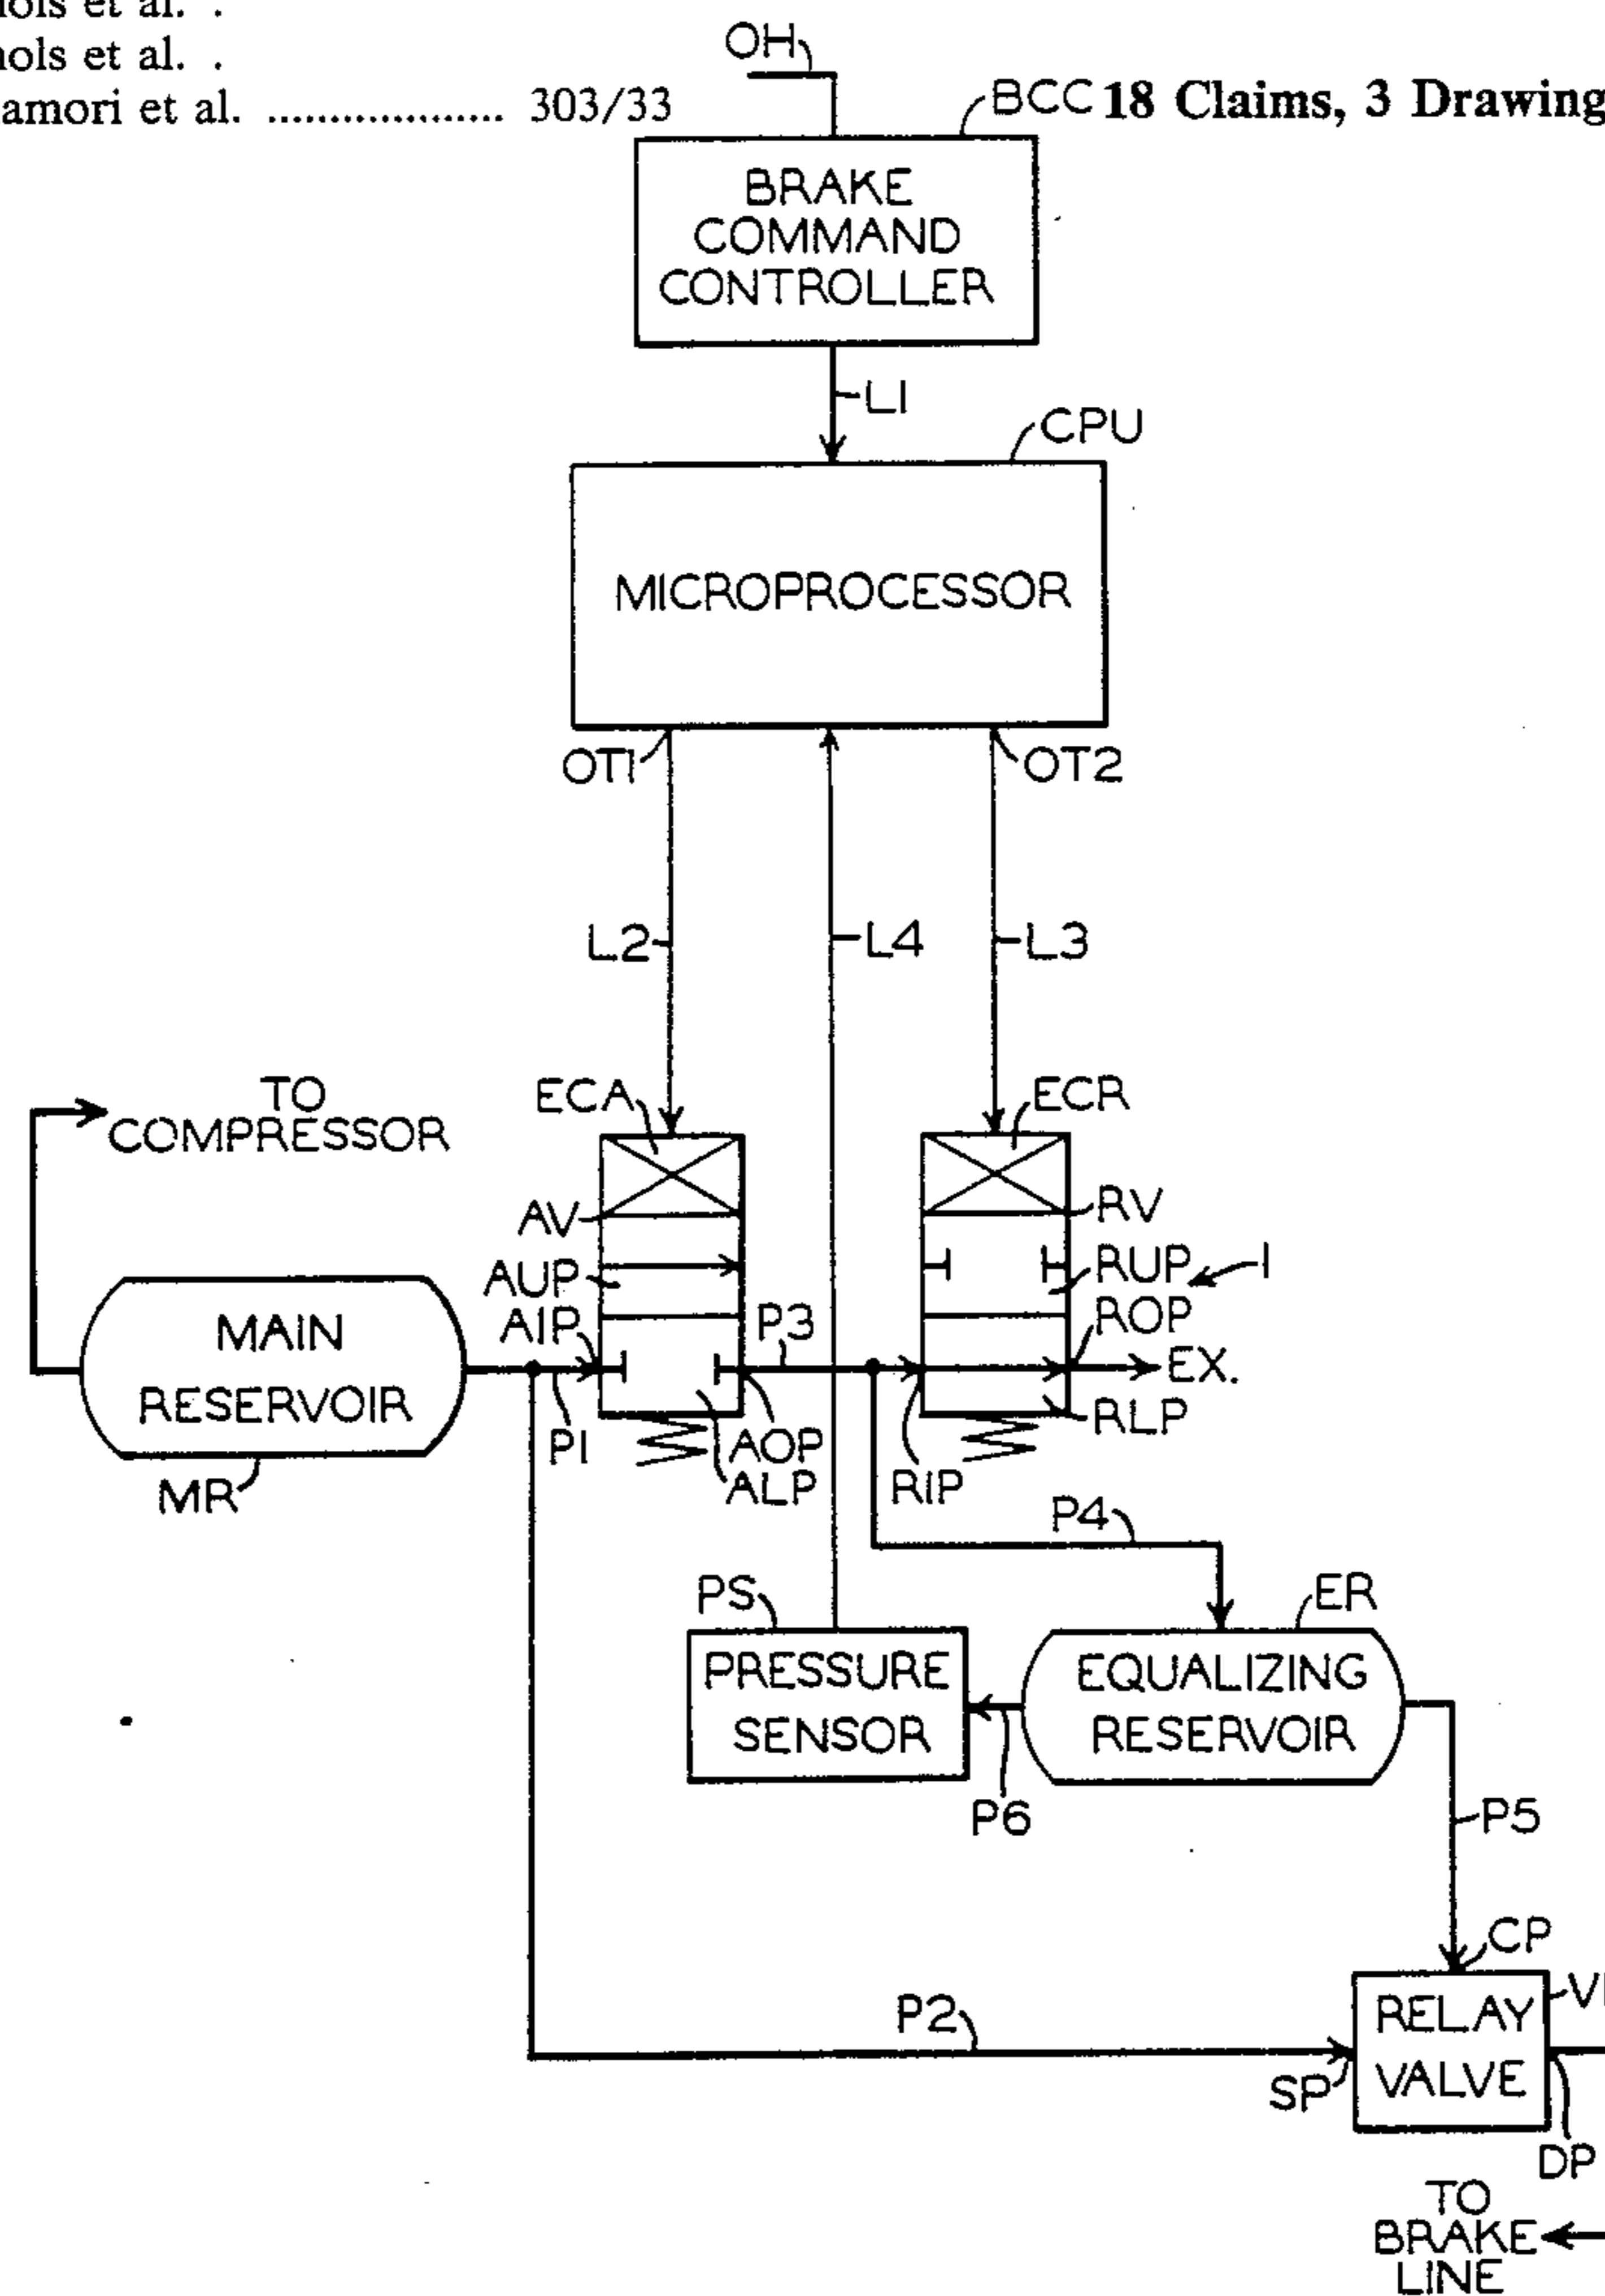 et al. .
et al. .
et al. .................. 303/33
18 Claims, 3 Drawing
OH
BCC
BRAKE
COMMAND
CONTROLLER
L1
CPU
MICROPROCESSOR
OT1
OT2
L2
L4
L3
TO
COMPRESSOR
ECA
ECR
AV
RV
AUP
RUP
1
AIP
P3
ROP
MAIN
RESERVOIR
EX.
P1
AOP
ALP
RIP
RLP
MR
P4
PS
ER
PRESSURE
SENSOR
EQUALIZING
RESERVOIR
P6
P5
CP
P2
RELAY
VALVE
SP
DP
TO
BRAKE
LINE